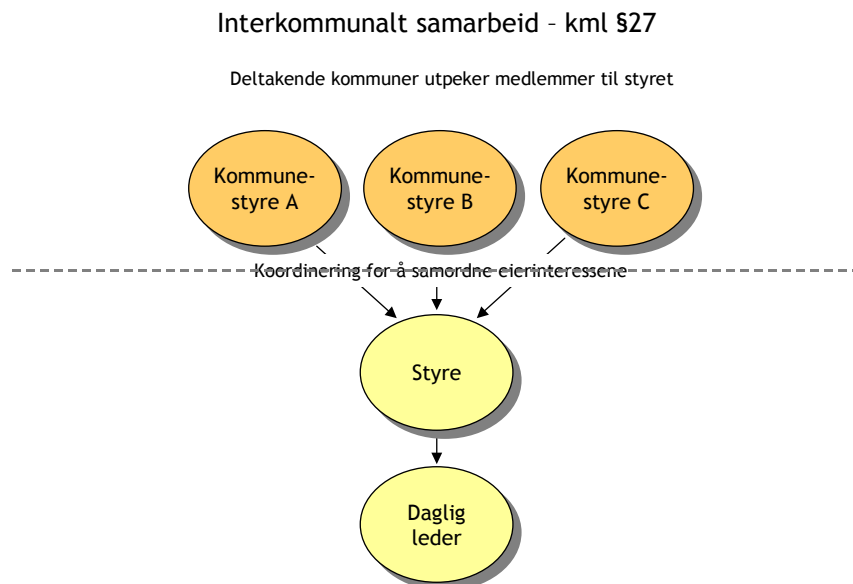 Interkommunalt samarbeid – kml §27
Deltakende kommuner utpeker medlemmer til styret
Kommune-
styre A
Kommune-
styre B
Kommune-
styre C
Koordinering for å samordne eierinteressene
Styre
Daglig
leder